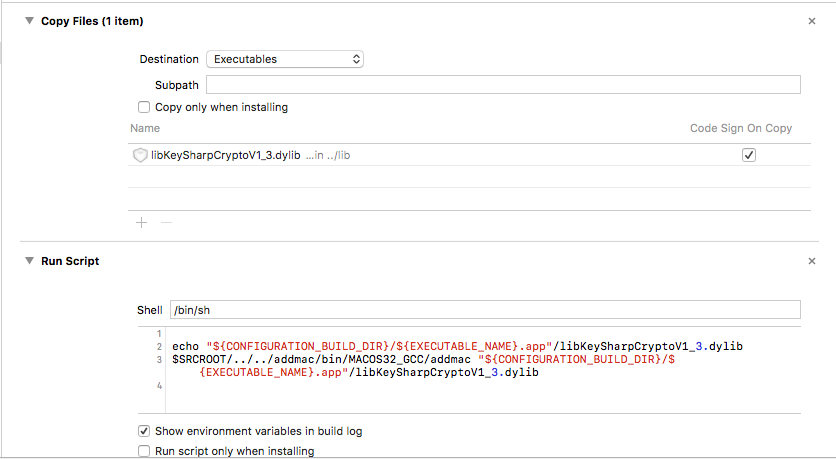 Copy Files (1 item)
Destination Executables
Subpath
Copy only when installing
Name Code Sign On Copy
libKeySharpCryptoV1_3.dylib ...in ../lib
Run Script
Shell /bin/sh
1
2 echo "${CONFIGURATION_BUILD_DIR}/${EXECUTABLE_NAME}.app"/libKeySharpCryptoV1_3.dylib
3 $SRCROOT/../../addmac/bin/MACOS32_GCC/addmac "${CONFIGURATION_BUILD_DIR}/$
{EXECUTABLE_NAME}.app"/libKeySharpCryptoV1_3.dylib
4
Show environment variables in build log
Run script only when installing